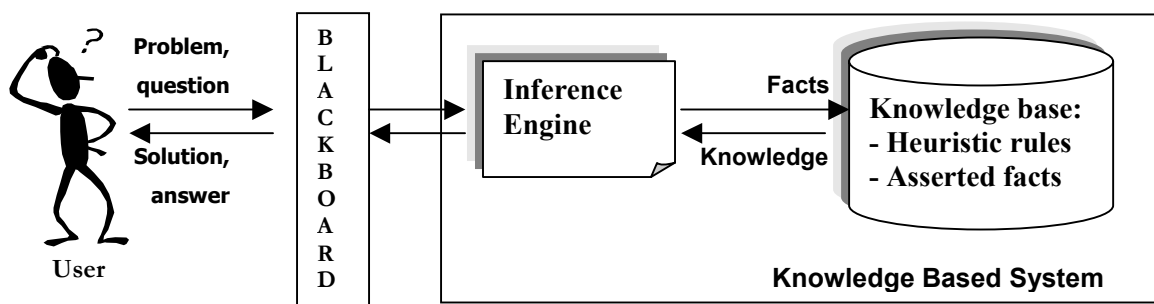 ?
Problem,
question
Solution,
answer
User
B
L
A
C
K
B
O
A
R
D
Inference
Engine
Facts
Knowledge
Knowledge base:
- Heuristic rules
- Asserted facts
Knowledge Based System